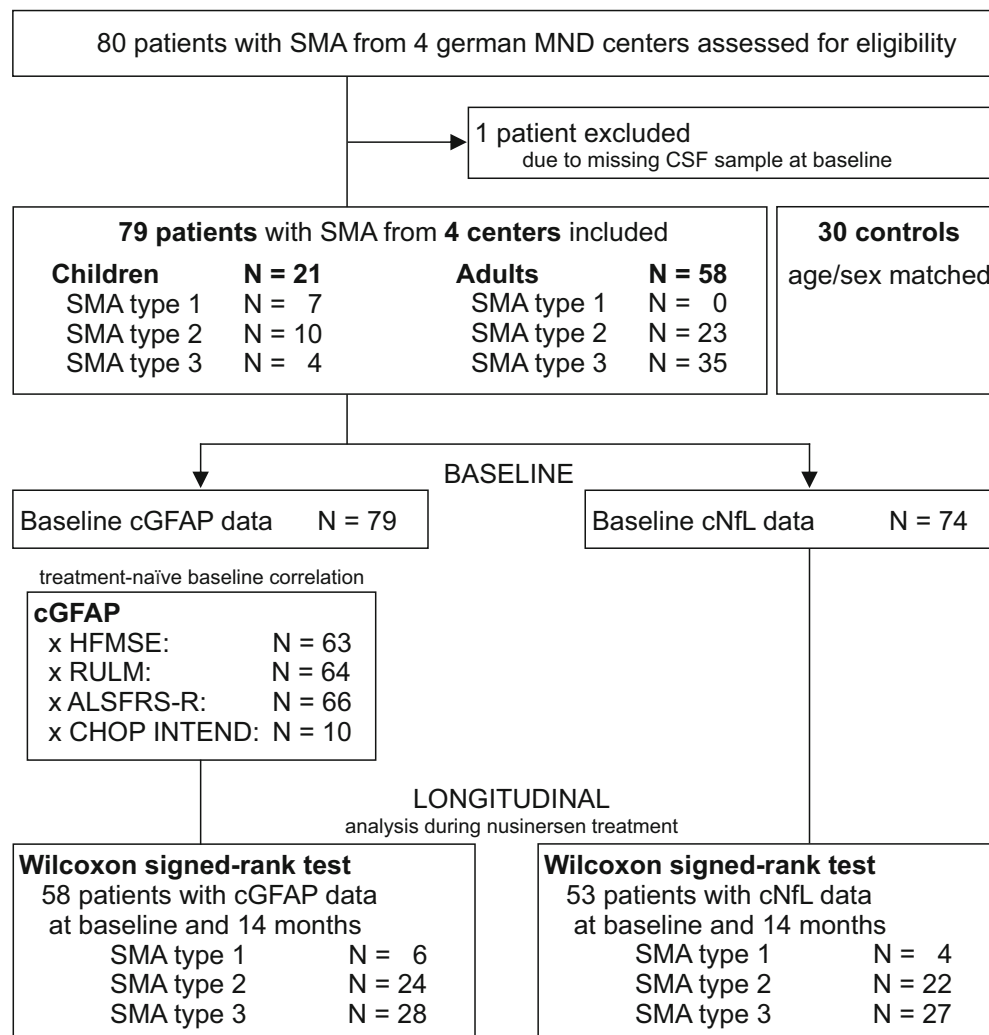 80 patients with SMA from 4 german MND centers assessed for eligibility
1 patient excluded
due to missing CSF sample at baseline
79 patients with SMA from 4 centers included
Children N = 21 Adults N = 58
SMA type 1 N = 7 SMA type 1 N = 0
SMA type 2 N = 10 SMA type 2 N = 23
SMA type 3 N = 4 SMA type 3 N = 35
30 controls
age/sex matched
BASELINE
Baseline cGFAP data N = 79
Baseline cNfL data N = 74
treatment-naïve baseline correlation
cGFAP
x HFMSE: N = 63
x RULM: N = 64
x ALSFRS-R: N = 66
x CHOP INTEND: N = 10
LONGITUDINAL
analysis during nusinersen treatment
Wilcoxon signed-rank test
58 patients with cGFAP data
at baseline and 14 months
SMA type 1 N = 6
SMA type 2 N = 24
SMA type 3 N = 28
Wilcoxon signed-rank test
53 patients with cNfL data
at baseline and 14 months
SMA type 1 N = 4
SMA type 2 N = 22
SMA type 3 N = 27